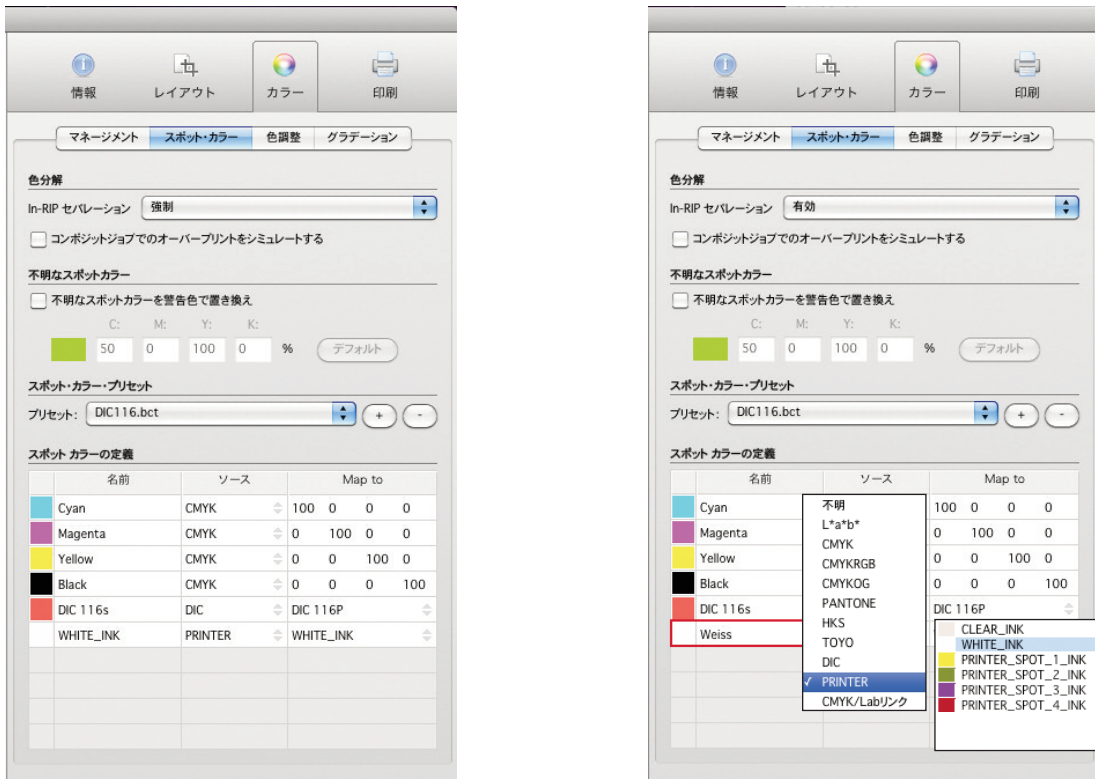 情報 レイアウト カラー 印刷
マネージメント スポット・カラー 色調整 グラデーション
色分解
In-RIP セパレーション 強制
コンポジットジョブでのオーバープリントをシミュレートする
不明なスポットカラー
不明なスポットカラーを警告色で置き換え
C: M: Y: K:
50 0 100 0 % デフォルト
スポット・カラー・プリセット
プリセット: DIC116.bct + -
スポット カラーの定義
名前 ソース Map to
Cyan CMYK 100 0 0 0
Magenta CMYK 0 100 0 0
Yellow CMYK 0 0 100 0
Black CMYK 0 0 0 100
DIC 116s DIC DIC 116P
WHITE_INK PRINTER WHITE_INK
情報 レイアウト カラー 印刷
マネージメント スポット・カラー 色調整 グラデーション
色分解
In-RIP セパレーション 有効
コンポジットジョブでのオーバープリントをシミュレートする
不明なスポットカラー
不明なスポットカラーを警告色で置き換え
C: M: Y: K:
50 0 100 0 % デフォルト
スポット・カラー・プリセット
プリセット: DIC116.bct + -
スポット カラーの定義
名前 ソース Map to
Cyan 100 0 0 0
Magenta 0 100 0 0
Yellow 0 0 100 0
Black 0 0 0 100
DIC 116s DIC 116P
Weiss
不明
L*a*b*
CMYK
CMYKRGB
CMYKOG
PANTONE
HKS
TOYO
DIC
✓ PRINTER
CMYK/Labリンク
CLEAR_INK
WHITE_INK
PRINTER_SPOT_1_INK
PRINTER_SPOT_2_INK
PRINTER_SPOT_3_INK
PRINTER_SPOT_4_INK